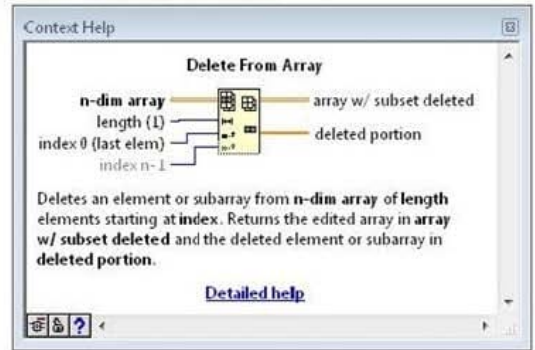 Context Help
Delete From Array
n-dim array
array w/ subset deleted
length (1)
deleted portion
index 0 (last elem)
index n-1
Deletes an element or subarray from n-dim array of length
elements starting at index. Returns the edited array in array
w/ subset deleted and the deleted element or subarray in
deleted portion.
Detailed help
?